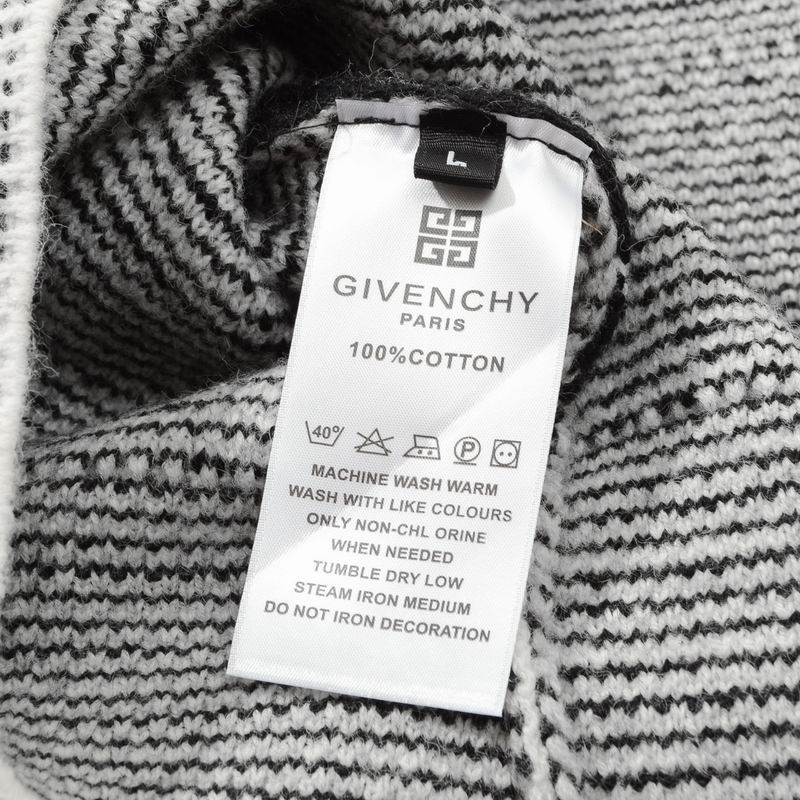 L
GIVENCHY
PARIS
100%COTTON
40°
P
MACHINE WASH WARM
WASH WITH LIKE COLOURS
ONLY NON-CHL ORINE
WHEN NEEDED
TUMBLE DRY LOW
STEAM IRON MEDIUM
DO NOT IRON DECORATION